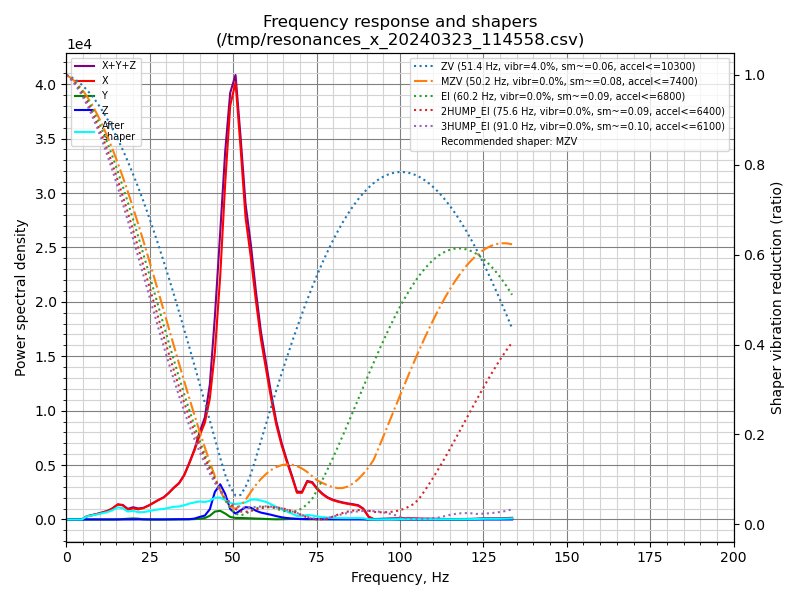 Frequency response and shapers
(/tmp/resonances_x_20240323_114558.csv)
1e4
X+Y+Z
X
Y
Z
After
shaper
ZV (51.4 Hz, vibr=4.0%, sm~=0.06, accel<=10300)
MZV (50.2 Hz, vibr=0.0%, sm~=0.08, accel<=7400)
EI (60.2 Hz, vibr=0.0%, sm~=0.09, accel<=6800)
2HUMP_EI (75.6 Hz, vibr=0.0%, sm~=0.09, accel<=6400)
3HUMP_EI (91.0 Hz, vibr=0.0%, sm~=0.10, accel<=6100)
Recommended shaper: MZV
Power spectral density
4.0
3.5
3.0
2.5
2.0
1.5
1.0
0.5
0.0
1.0
0.8
0.6
0.4
0.2
0.0
Shaper vibration reduction (ratio)
0 25 50 75 100 125 150 175 200
Frequency, Hz